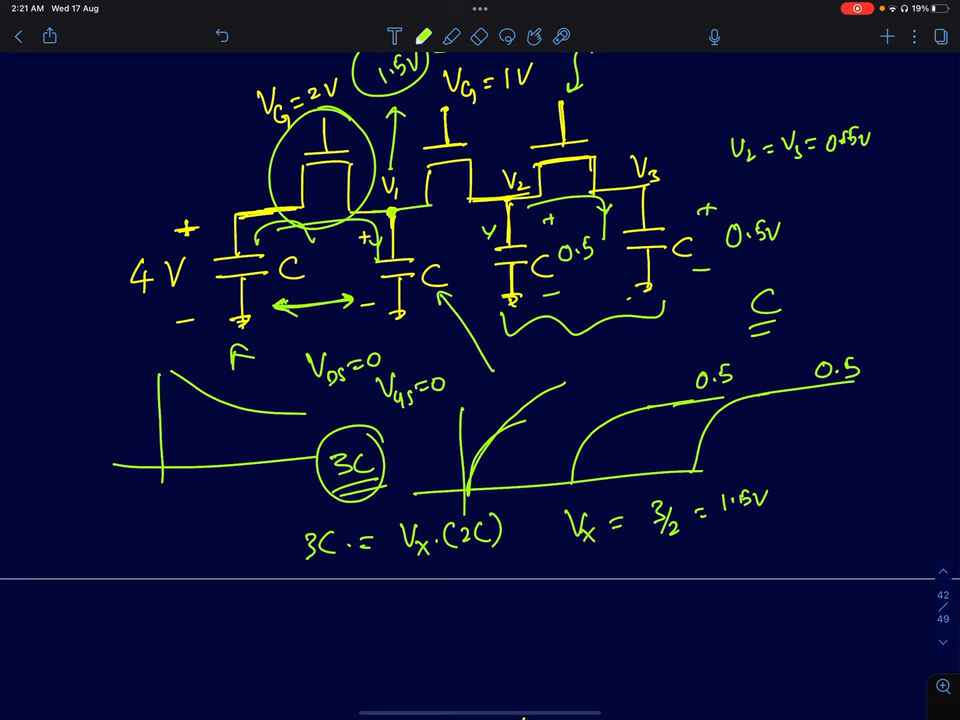 2:21 AM Wed 17 Aug
19%
1.5V
VG = 2V
VG = 1V
V2 = V3 = 0.5V
V1
V2
V3
+
4 V
-
C
+
-
C
+
C 0.5
-
C
+
0.5V
-
C
F
VDS=0
VGS=0
0.5
0.5
3C
3C. = VX.(2C)
VX = 3/2 = 1.5V
42
/
49